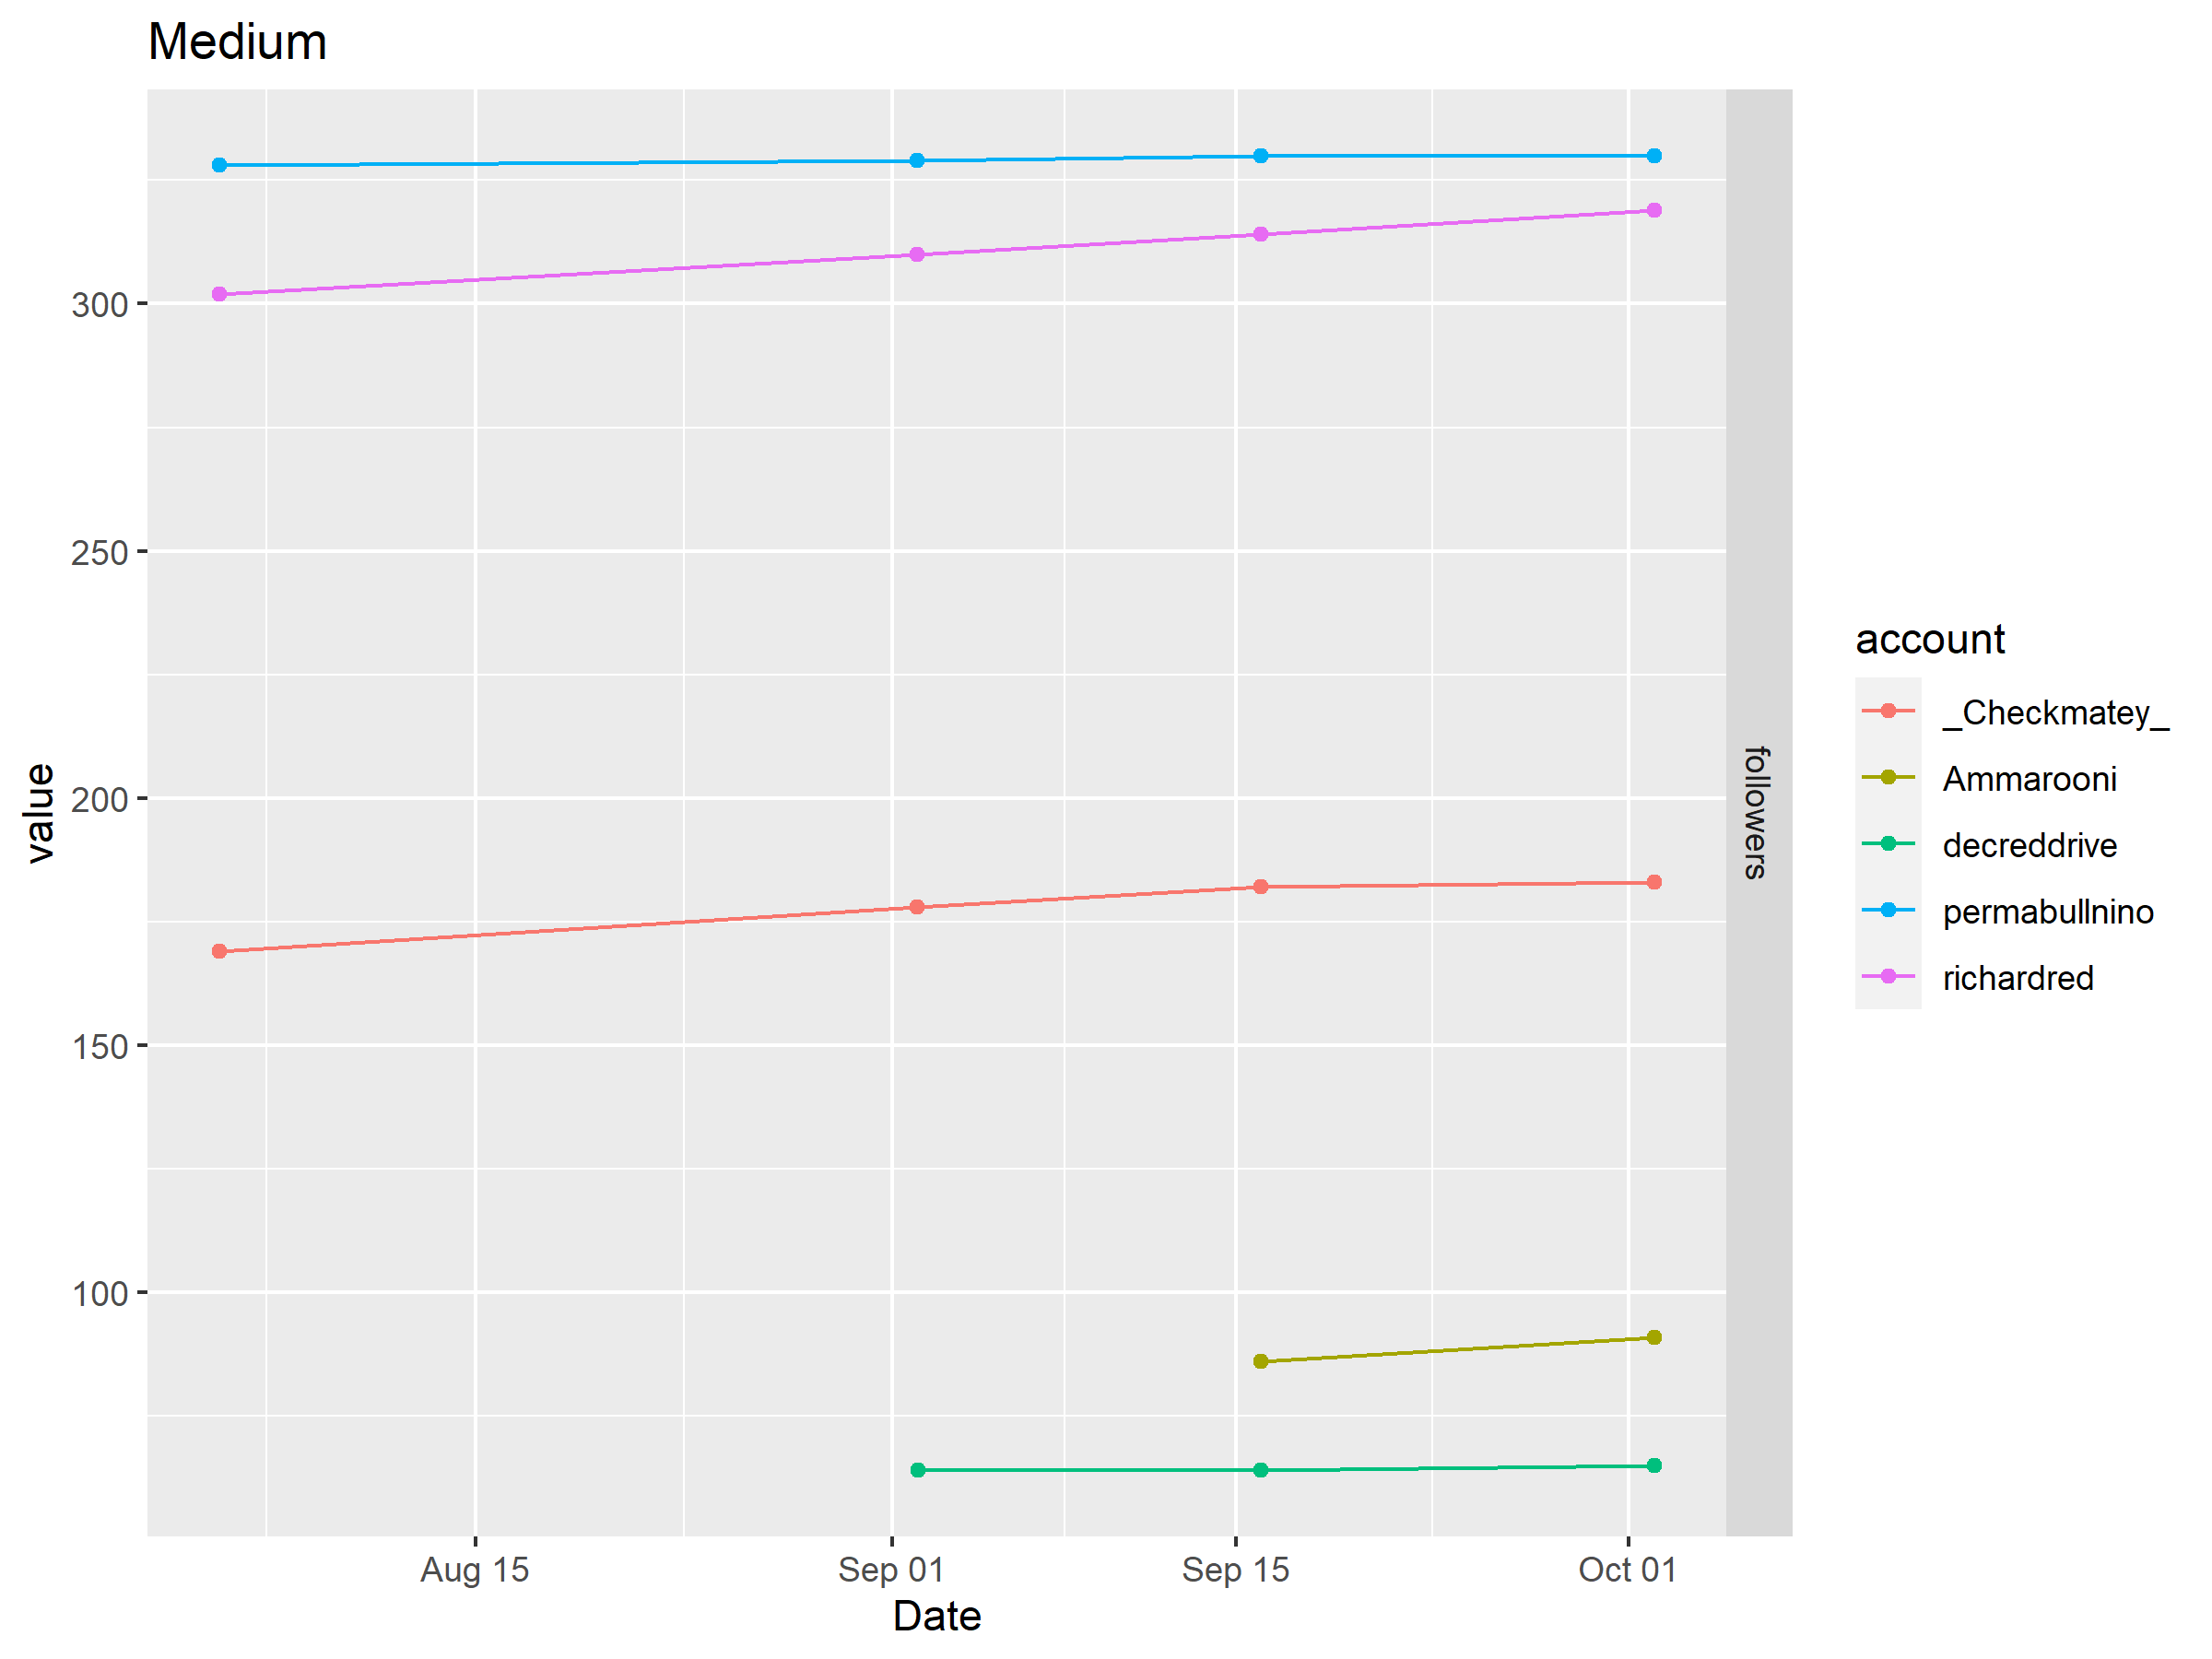 Medium
300
250
200
150
100
value
Aug 15
Sep 01
Sep 15
Oct 01
Date
followers
account
_Checkmatey_
Ammarooni
decreddrive
permabullnino
richardred